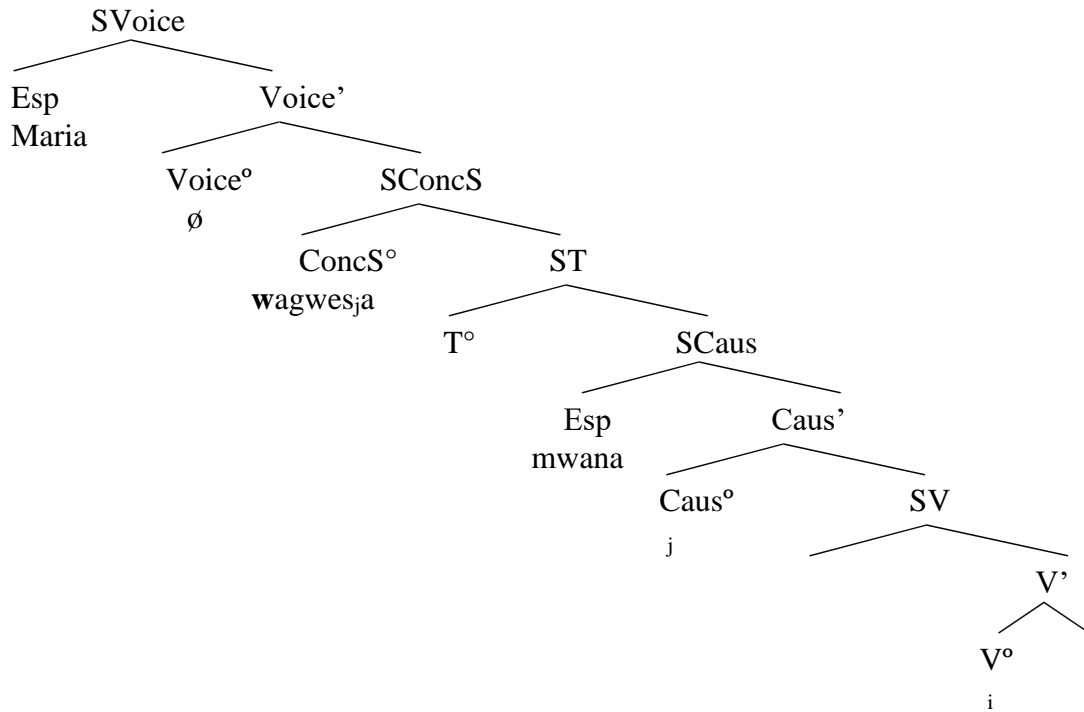 SVoice
Esp Voice’
Maria
Voiceº SConcS
ø
ConcS° ST
wagwesⱼa
T° SCaus
Esp Caus’
mwana
Causº SV
j
V’
Vº
i